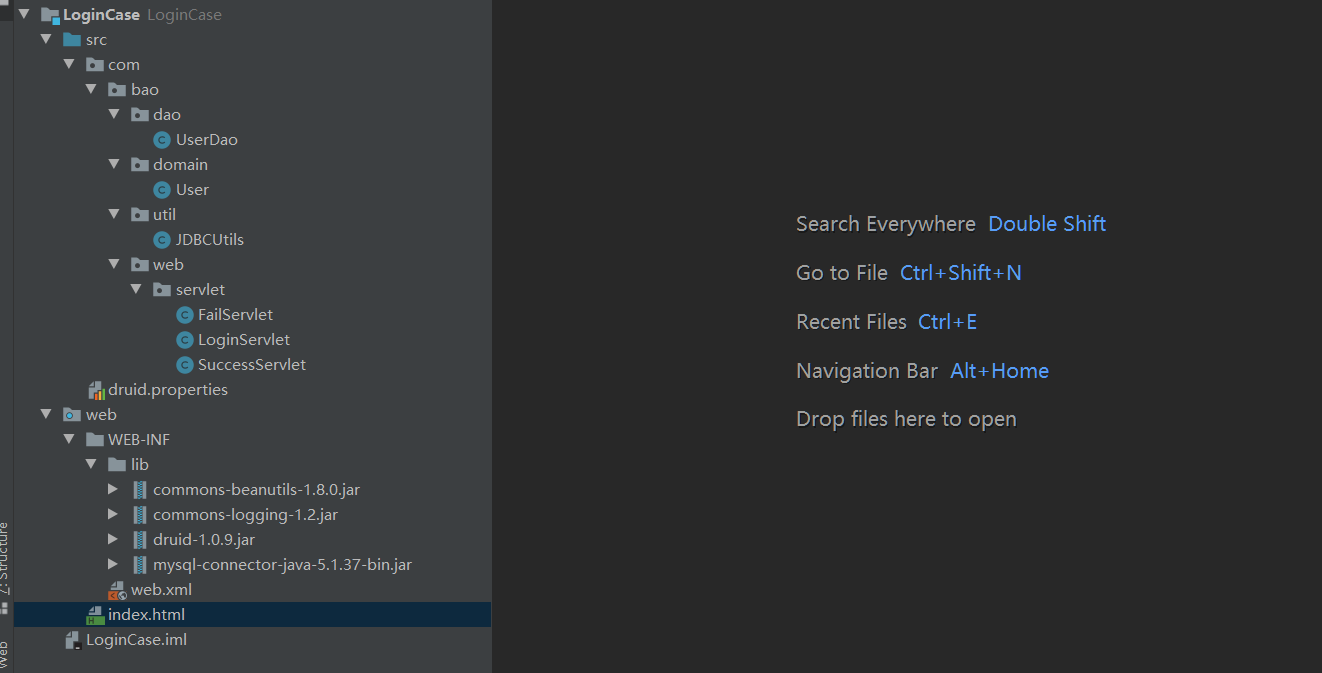 LoginCase LoginCase
src
com
bao
dao
UserDao
domain
User
util
JDBCUtils
web
servlet
FailServlet
LoginServlet
SuccessServlet
druid.properties
web
WEB-INF
lib
commons-beanutils-1.8.0.jar
commons-logging-1.2.jar
druid-1.0.9.jar
mysql-connector-java-5.1.37-bin.jar
web.xml
index.html
LoginCase.iml
Z: Structure
Web
Search Everywhere Double Shift
Go to File Ctrl+Shift+N
Recent Files Ctrl+E
Navigation Bar Alt+Home
Drop files here to open